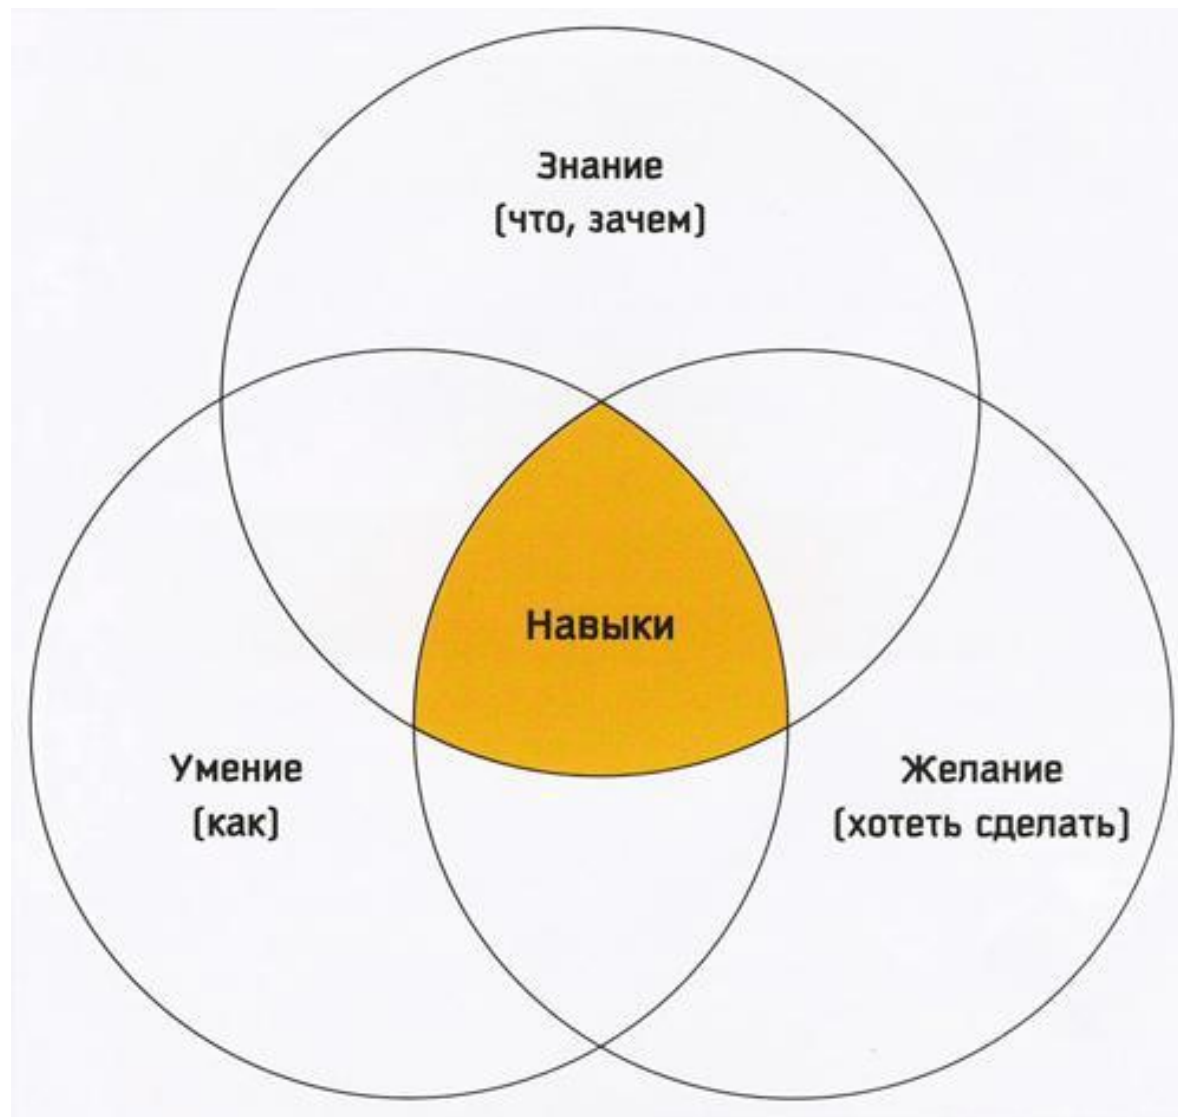 Знание
(что, зачем)
Навыки
Умение
(как)
Желание
(хотеть сделать)